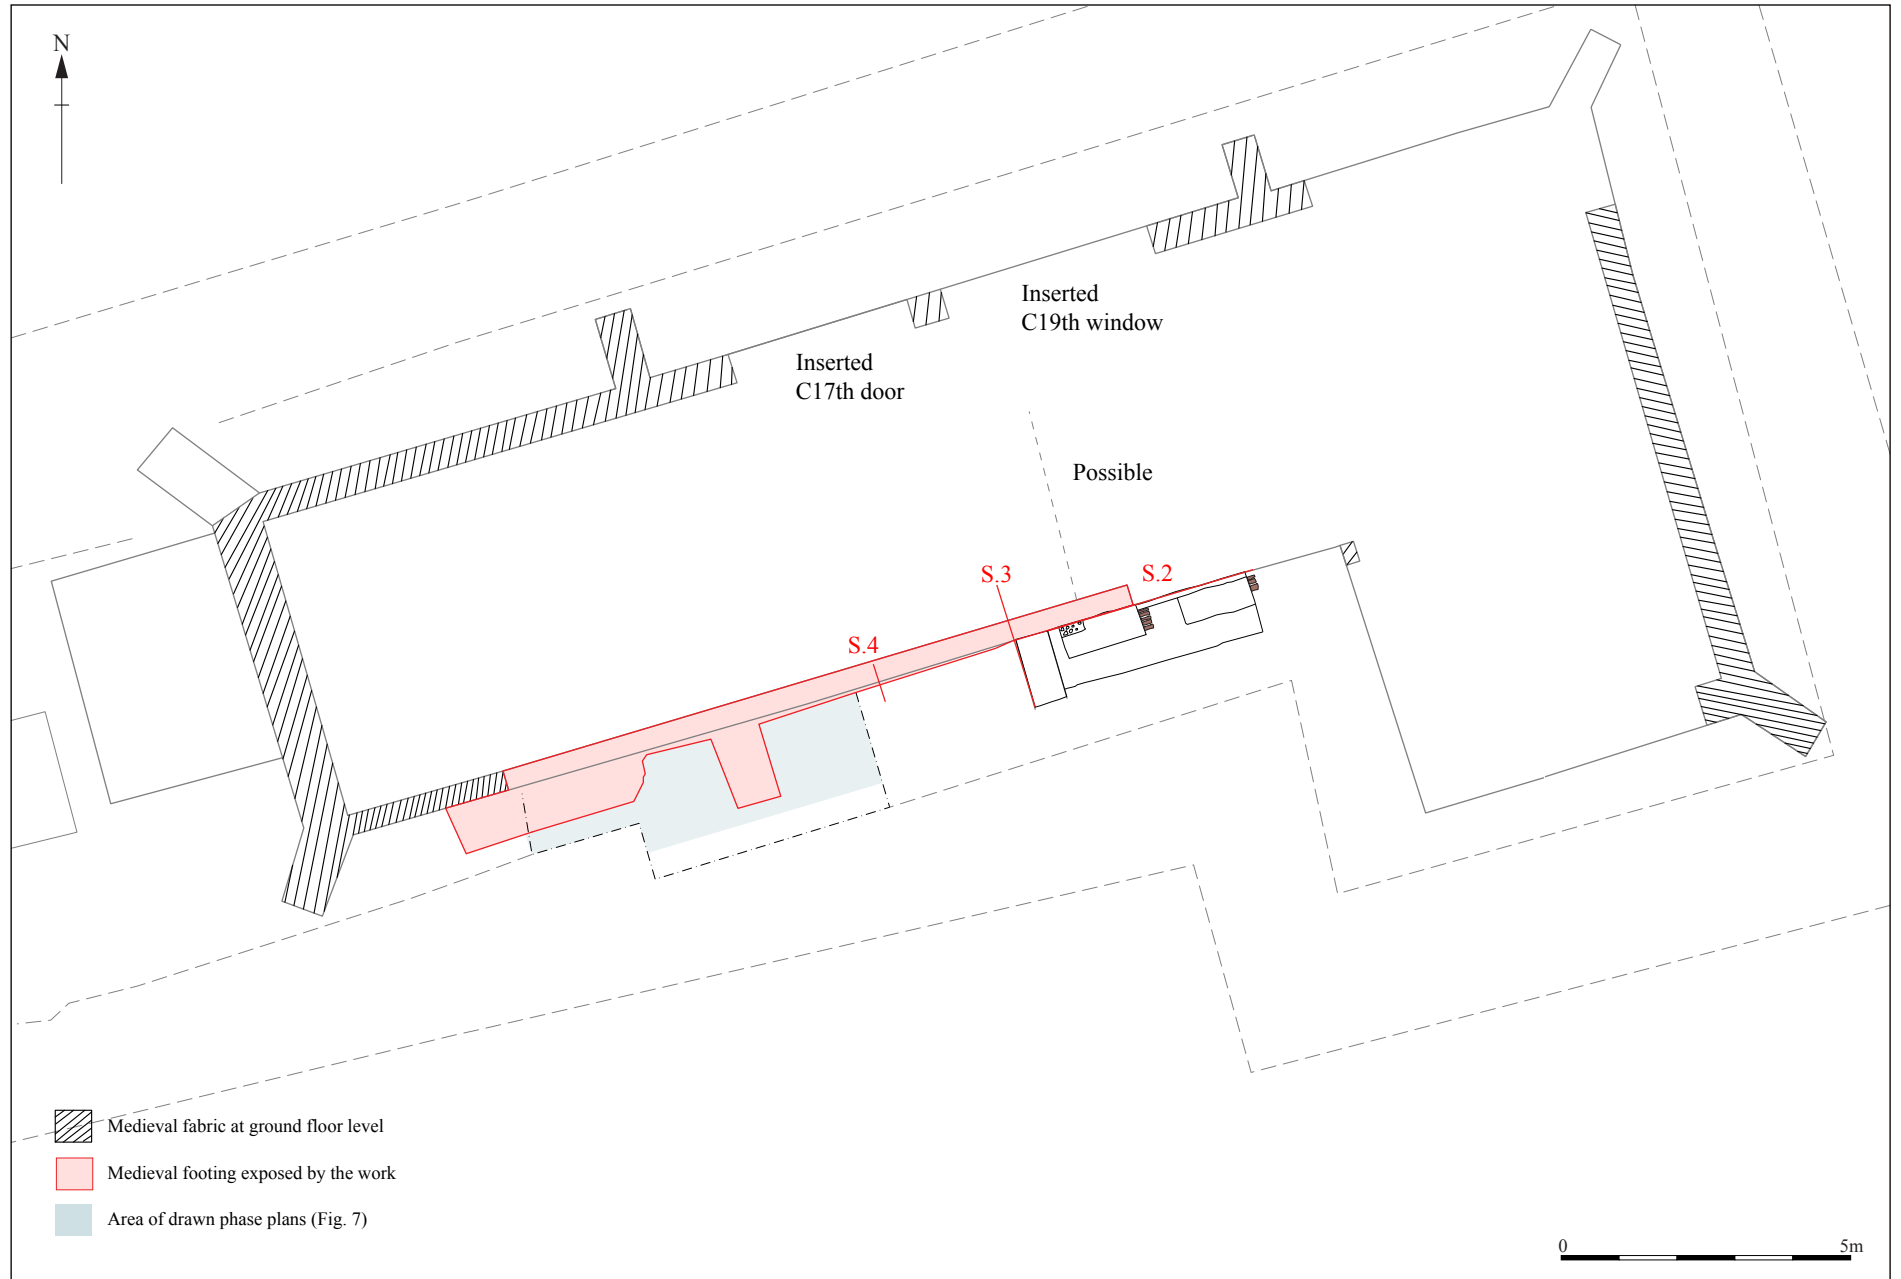 N
Inserted
C19th window
Inserted
C17th door
Possible
S.3
S.2
S.4
Medieval fabric at ground floor level
Medieval footing exposed by the work
Area of drawn phase plans (Fig. 7)
0 5m